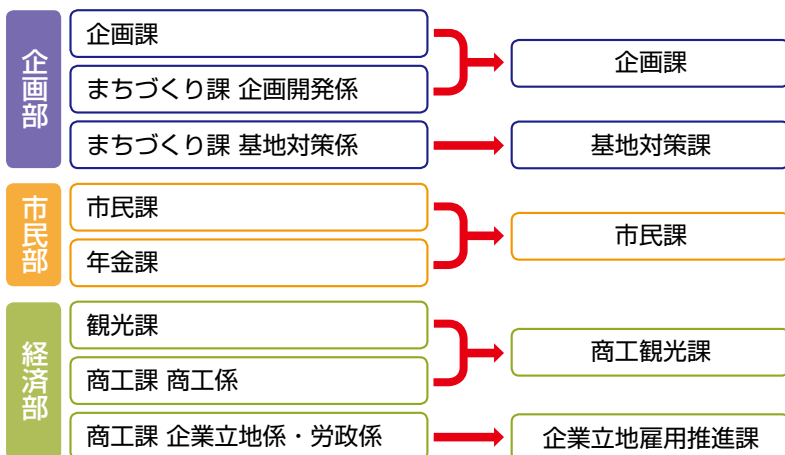 企画部
企画課
まちづくり課 企画開発係
企画課
まちづくり課 基地対策係
基地対策課
市民部
市民課
年金課
市民課
経済部
観光課
商工課 商工係
商工観光課
商工課 企業立地係・労政係
企業立地雇用推進課